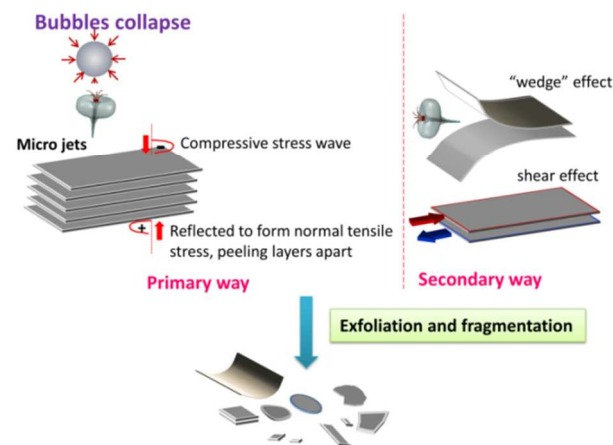 Bubbles collapse
Micro jets
Compressive stress wave
Reflected to form normal tensile
stress, peeling layers apart
Primary way
"wedge" effect
shear effect
Secondary way
Exfoliation and fragmentation